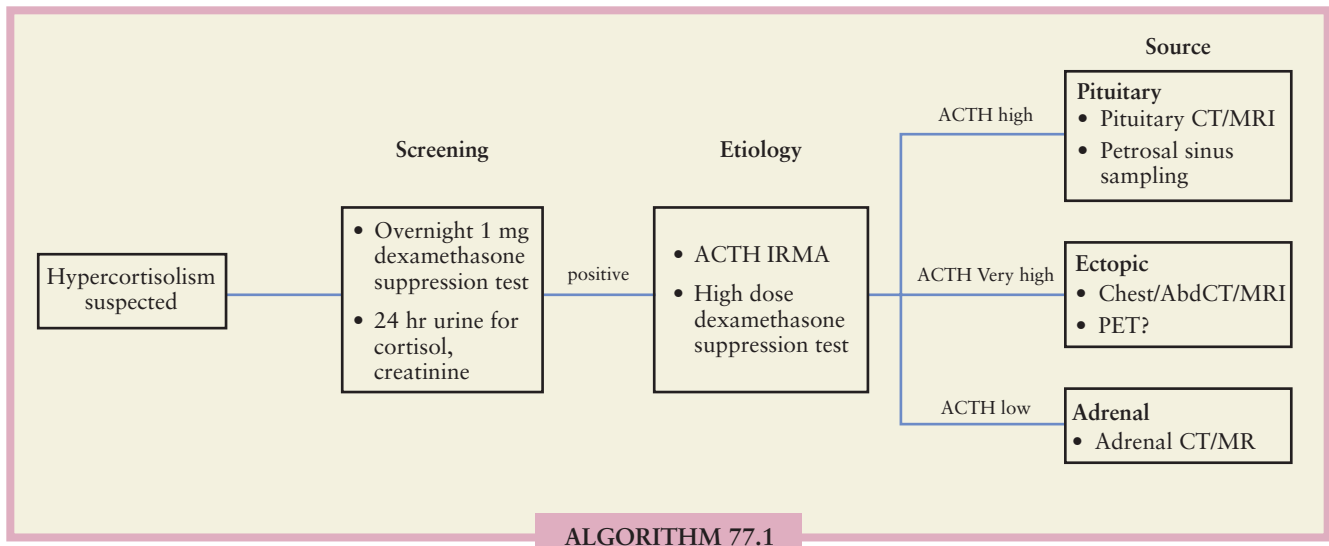 Source
Screening
Etiology
Hypercortisolism
suspected
• Overnight 1 mg
dexamethasone
suppression test
• 24 hr urine for
cortisol,
creatinine
positive
• ACTH IRMA
• High dose
dexamethasone
suppression test
ACTH high
Pituitary
• Pituitary CT/MRI
• Petrosal sinus
sampling
ACTH Very high
Ectopic
• Chest/AbdCT/MRI
• PET?
ACTH low
Adrenal
• Adrenal CT/MR
ALGORITHM 77.1